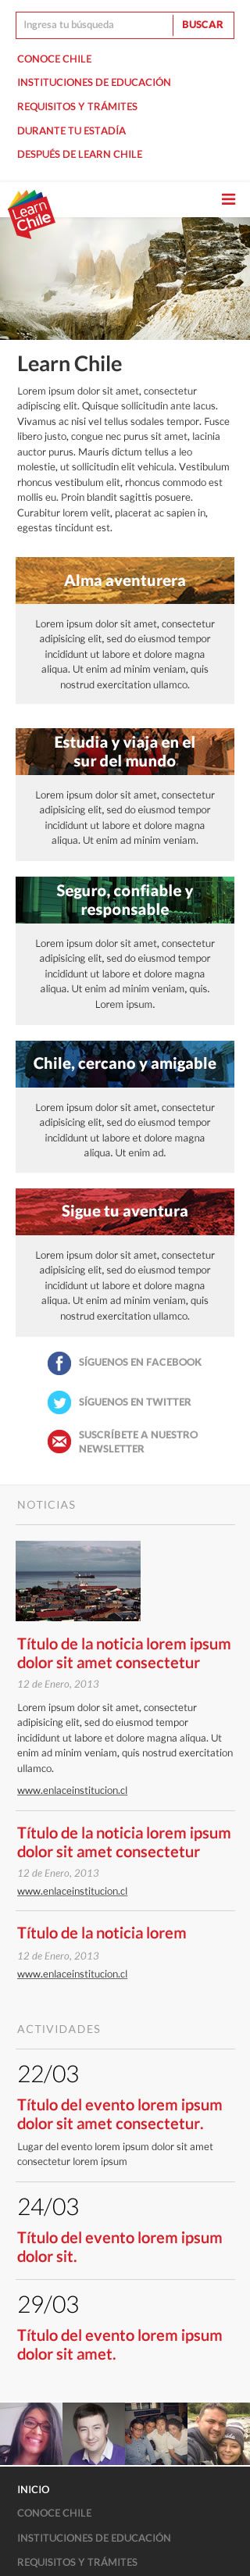 Ingresa tu búsqueda
BUSCAR
CONOCE CHILE
INSTITUCIONES DE EDUCACIÓN
REQUISITOS Y TRÁMITES
DURANTE TU ESTADÍA
DESPUÉS DE LEARN CHILE
Learn
Chile
Learn Chile
Lorem ipsum dolor sit amet, consectetur
adipiscing elit. Quisque sollicitudin ante lacus.
Vivamus ac nisi vel tellus sodales tempor. Fusce
libero justo, congue nec purus sit amet, lacinia
auctor purus. Mauris dictum tellus a leo
molestie, ut sollicitudin elit vehicula. Vestibulum
rhoncus vestibulum elit, rhoncus commodo est
mollis eu. Proin blandit sagittis posuere.
Curabitur lorem velit, placerat ac sapien in,
egestas tincidunt est.
Alma aventurera
Lorem ipsum dolor sit amet, consectetur
adipisicing elit, sed do eiusmod tempor
incididunt ut labore et dolore magna
aliqua. Ut enim ad minim veniam, quis
nostrud exercitation ullamco.
Estudia y viaja en el
sur del mundo
Lorem ipsum dolor sit amet, consectetur
adipisicing elit, sed do eiusmod tempor
incididunt ut labore et dolore magna
aliqua. Ut enim ad minim veniam.
Seguro, confiable y
responsable
Lorem ipsum dolor sit amet, consectetur
adipisicing elit, sed do eiusmod tempor
incididunt ut labore et dolore magna
aliqua. Ut enim ad minim veniam, quis.
Lorem ipsum.
Chile, cercano y amigable
Lorem ipsum dolor sit amet, consectetur
adipisicing elit, sed do eiusmod tempor
incididunt ut labore et dolore magna
aliqua. Ut enim ad.
Sigue tu aventura
Lorem ipsum dolor sit amet, consectetur
adipisicing elit, sed do eiusmod tempor
incididunt ut labore et dolore magna
aliqua. Ut enim ad minim veniam, quis
nostrud exercitation ullamco.
SÍGUENOS EN FACEBOOK
SÍGUENOS EN TWITTER
SUSCRÍBETE A NUESTRO
NEWSLETTER
NOTICIAS
Título de la noticia lorem ipsum
dolor sit amet consectetur
12 de Enero, 2013
Lorem ipsum dolor sit amet, consectetur
adipisicing elit, sed do eiusmod tempor
incididunt ut labore et dolore magna aliqua. Ut
enim ad minim veniam, quis nostrud exercitation
ullamco.
www.enlaceinstitucion.cl
Título de la noticia lorem ipsum
dolor sit amet consectetur
12 de Enero, 2013
www.enlaceinstitucion.cl
Título de la noticia lorem
12 de Enero, 2013
www.enlaceinstitucion.cl
ACTIVIDADES
22/03
Título del evento lorem ipsum
dolor sit amet consectetur.
Lugar del evento lorem ipsum dolor sit amet
consectetur lorem ipsum
24/03
Título del evento lorem ipsum
dolor sit.
29/03
Título del evento lorem ipsum
dolor sit amet.
INICIO
CONOCE CHILE
INSTITUCIONES DE EDUCACIÓN
REQUISITOS Y TRÁMITES